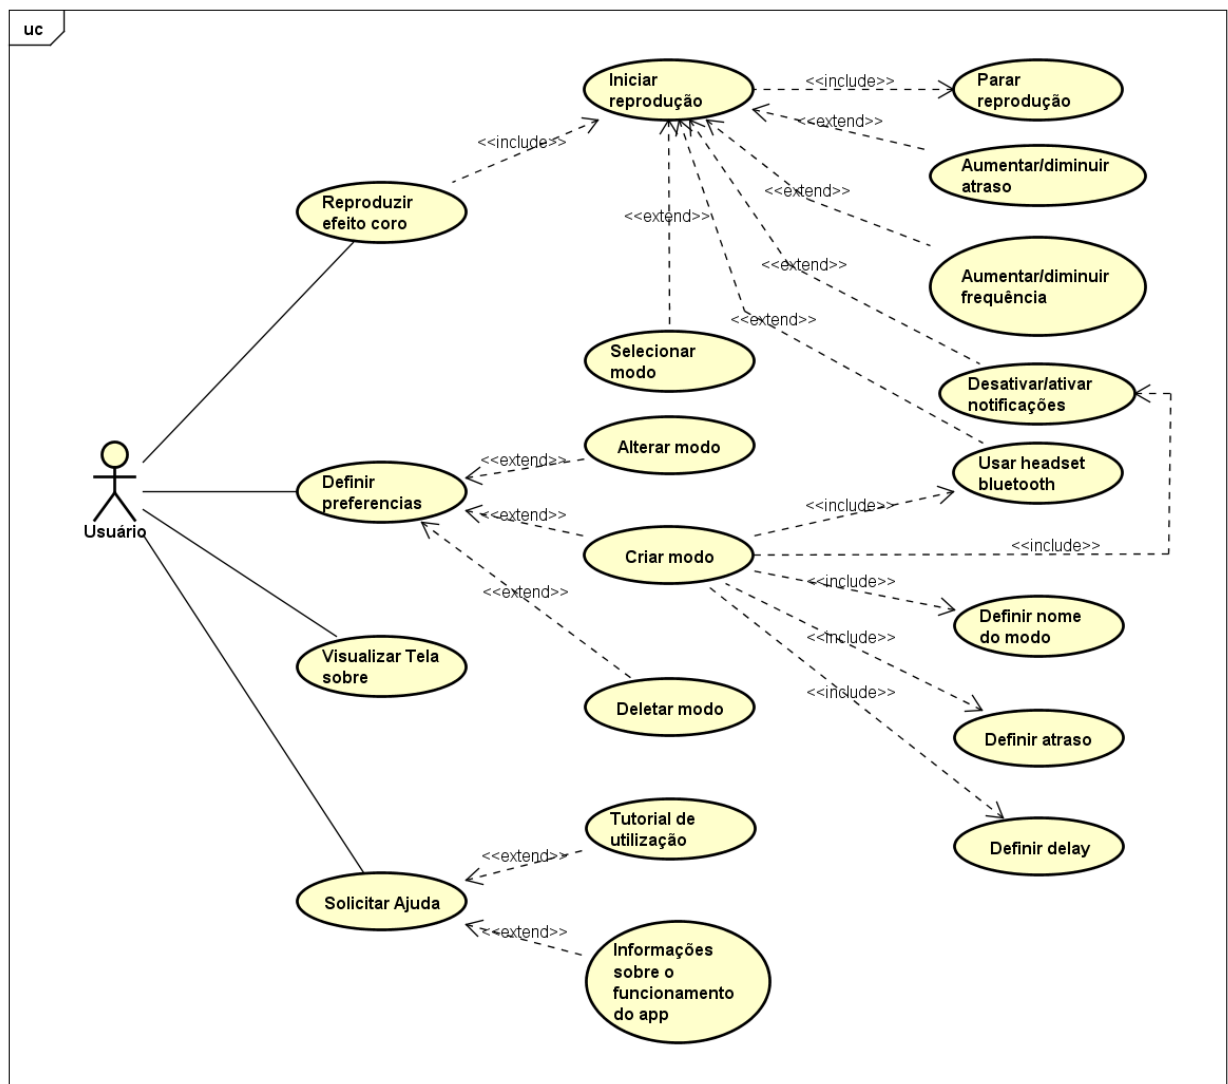 uc
Iniciar
reprodução
<<include>>
Parar
reprodução
<<extend>>
<<include>>
Aumentar/diminuir
atraso
Reproduzir
efeito coro
<<extend>>
<<extend>>
Aumentar/diminuir
frequência
<<extend>>
<<extend>>
Selecionar
modo
Desativar/ativar
notificações
Alterar modo
<<extend>>
Usar headset
bluetooth
Definir
preferencias
<<extend>>
<<include>>
Usuário
Criar modo
<<include>>
<<include>>
<<extend>>
Definir nome
do modo
<<include>>
Visualizar Tela
sobre
<<include>>
Deletar modo
Definir atraso
Tutorial de
utilização
<<extend>>
Definir delay
Solicitar Ajuda
<<extend>>
Informações
sobre o
funcionamento
do app